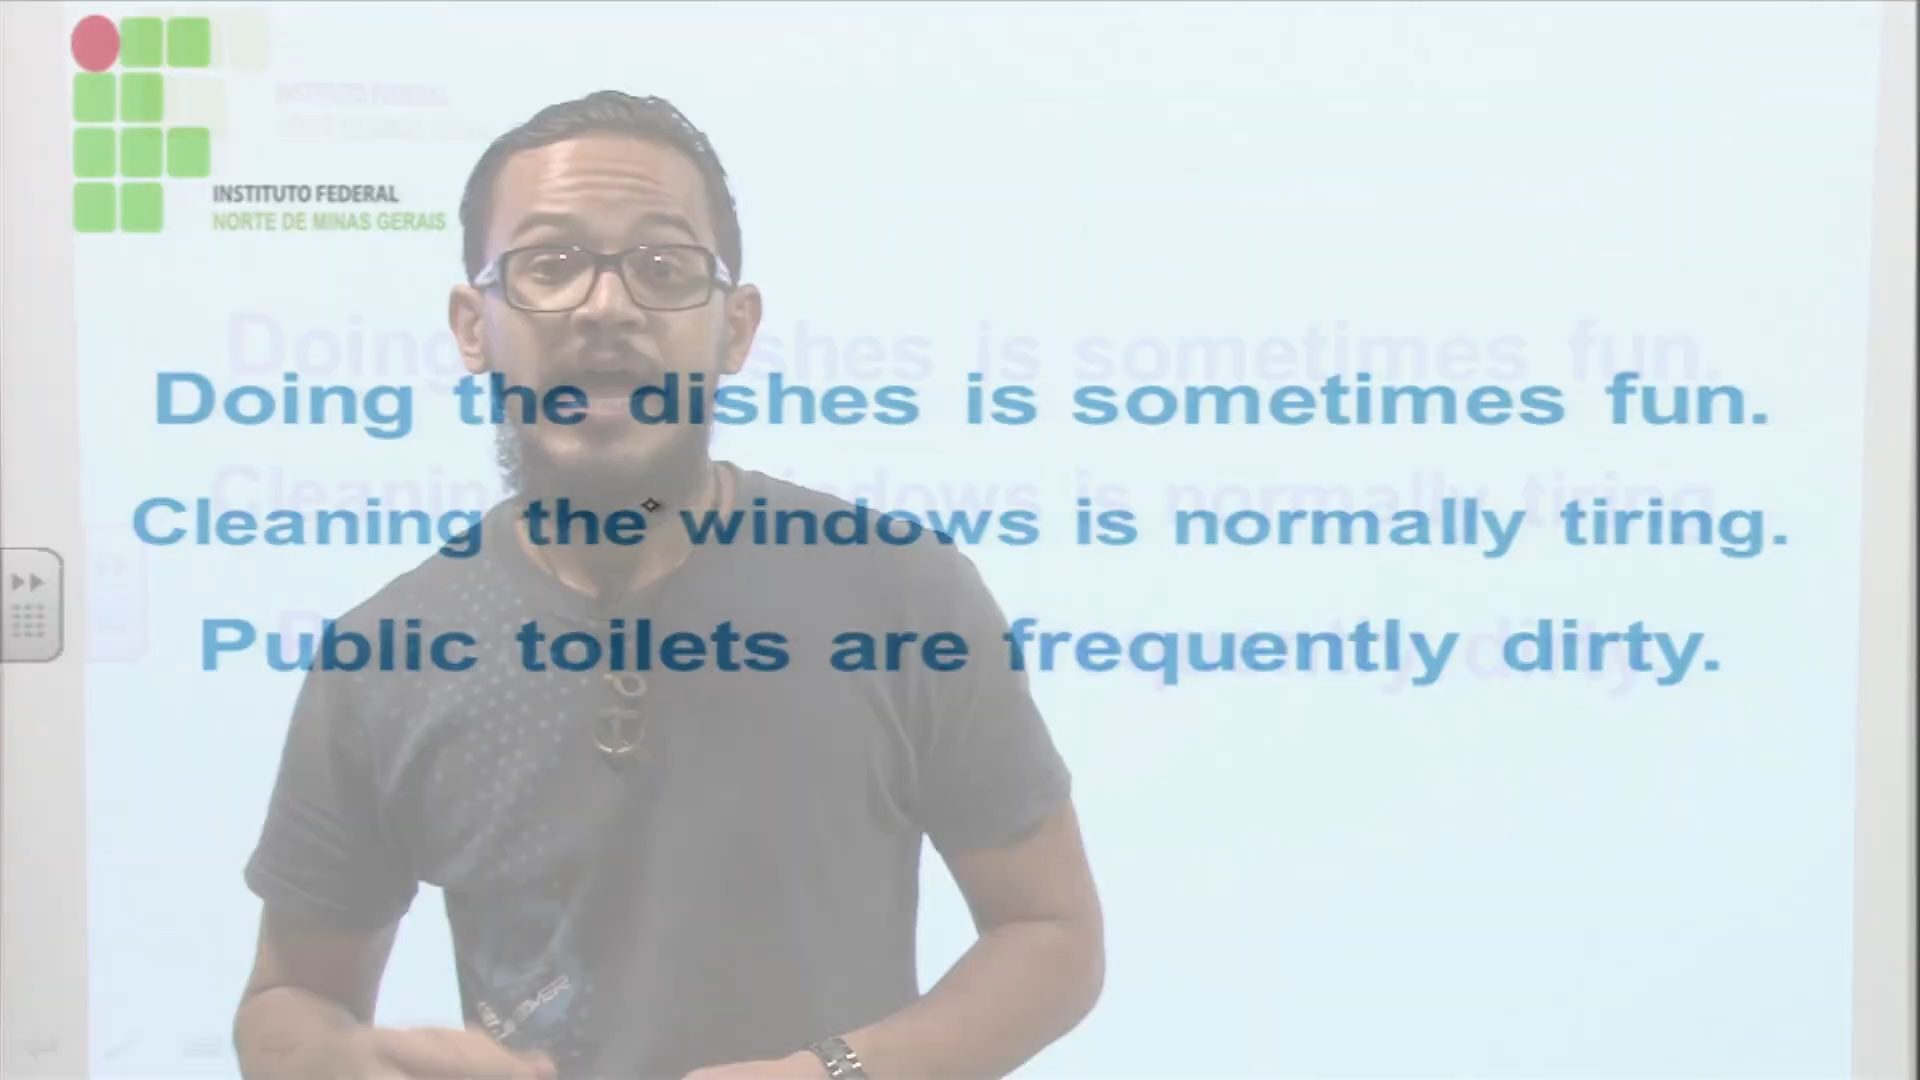 INSTITUTO FEDERAL
NORTE DE MINAS GERAIS
Doing the dishes is sometimes fun.
Cleaning the windows is normally tiring.
Public toilets are frequently dirty.